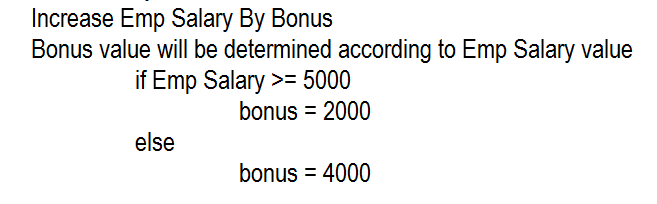 Increase Emp Salary By Bonus
Bonus value will be determined according to Emp Salary value
if Emp Salary >= 5000
bonus = 2000
else
bonus = 4000